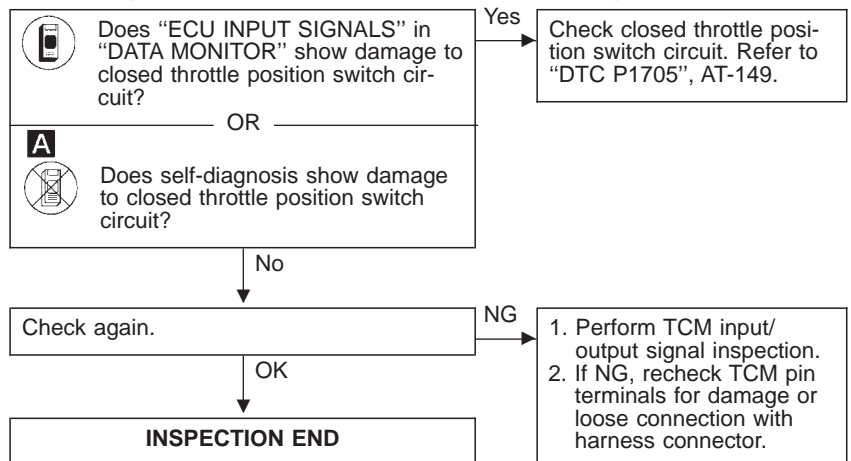 Does “ECU INPUT SIGNALS” in
“DATA MONITOR” show damage to
closed throttle position switch cir-
cuit?
OR
A
Does self-diagnosis show damage
to closed throttle position switch
circuit?
Yes
Check closed throttle posi-
tion switch circuit. Refer to
“DTC P1705”, AT-149.
No
Check again.
NG
1. Perform TCM input/
output signal inspection.
2. If NG, recheck TCM pin
terminals for damage or
loose connection with
harness connector.
OK
INSPECTION END